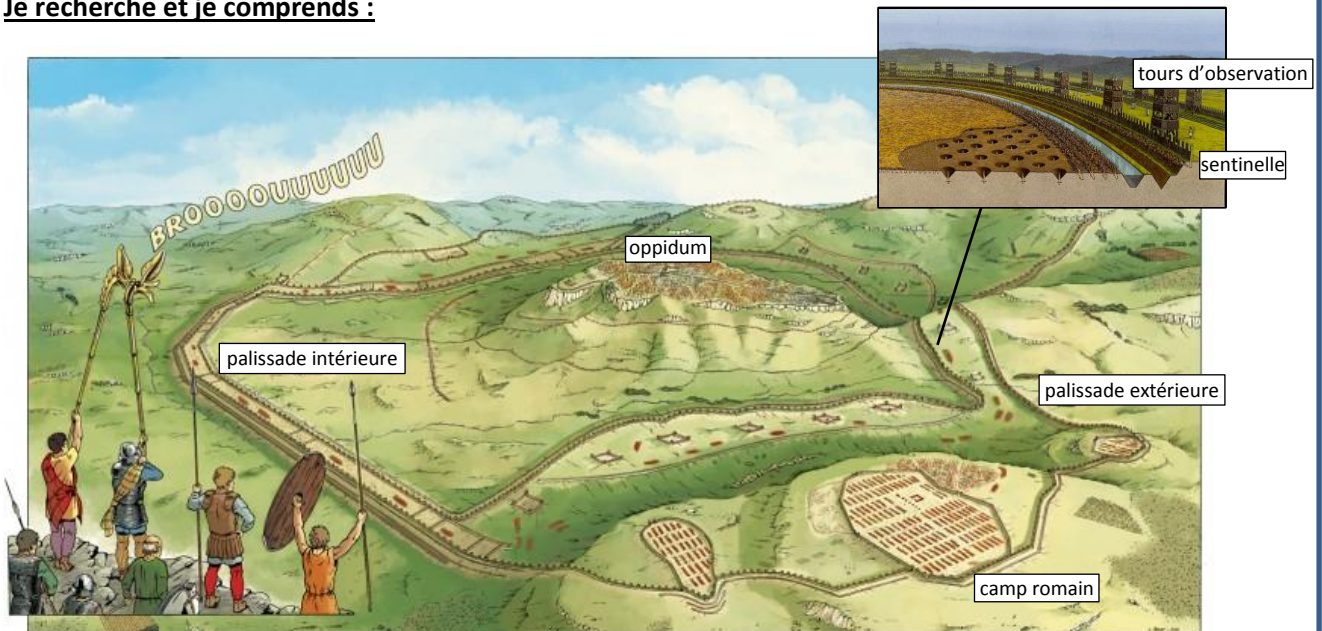 Je recherche et je comprends :
tours d'observation
sentinelle
BROOOOUUUUUU
oppidum
palissade intérieure
palissade extérieure
camp romain